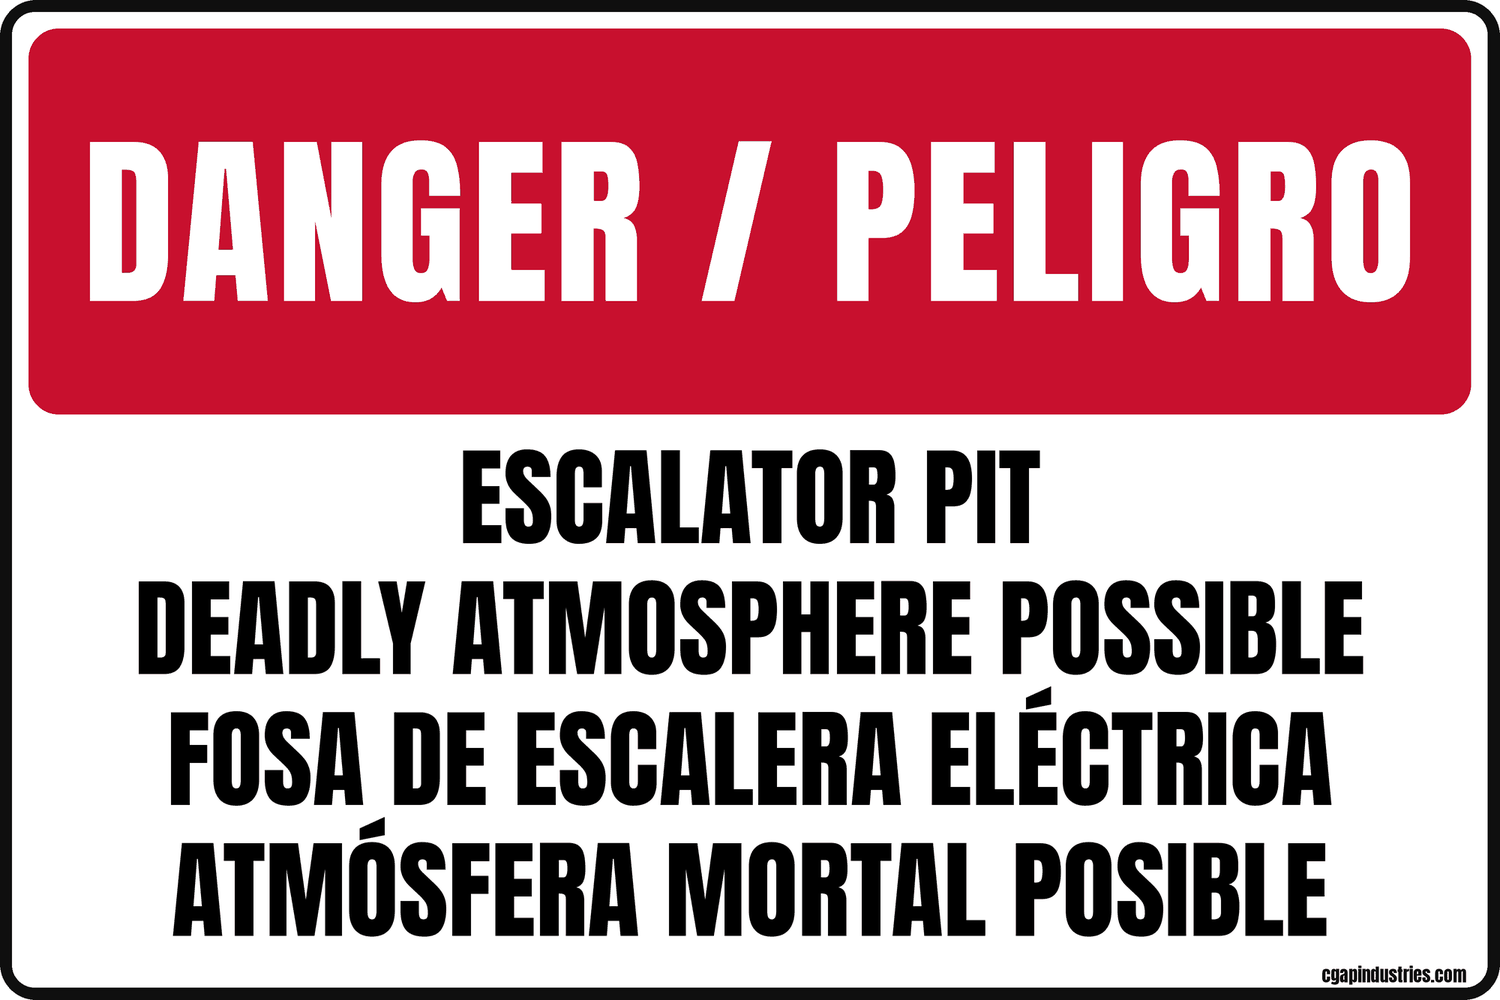 DANGER / PELIGRO
ESCALATOR PIT
DEADLY ATMOSPHERE POSSIBLE
FOSA DE ESCALERA ELÉCTRICA
ATMÓSFERA MORTAL POSIBLE
cgapindustries.com